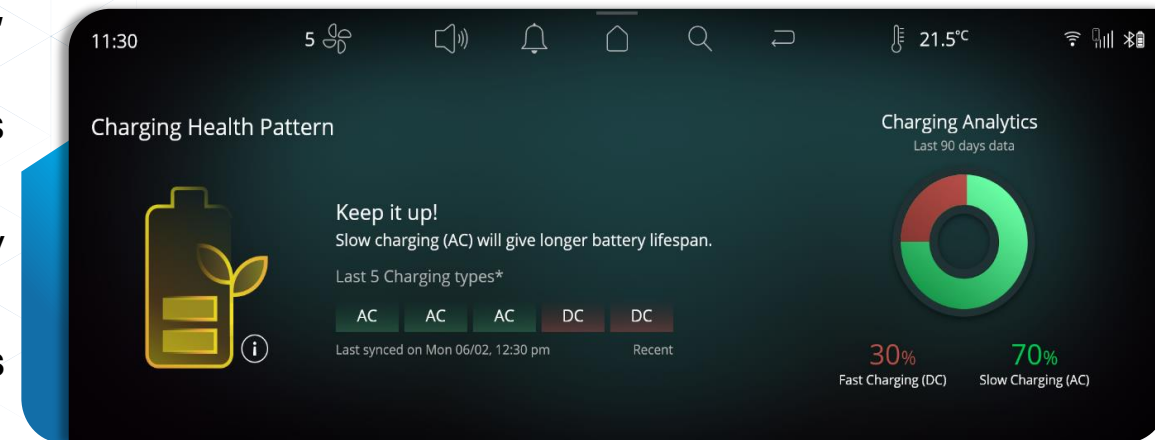 11:30
5
21.5°C
Charging Health Pattern
Charging Analytics
Last 90 days data
Keep it up!
Slow charging (AC) will give longer battery lifespan.
Last 5 Charging types*
AC AC AC DC DC
Last synced on Mon 06/02, 12:30 pm Recent
i
30% 70%
Fast Charging (DC) Slow Charging (AC)